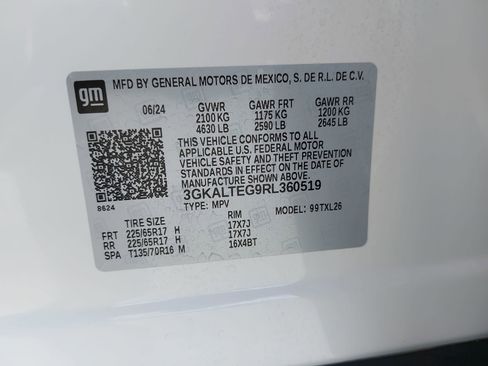 gm MFD BY GENERAL MOTORS DE MEXICO, S. DE R.L. DE C.V.
06/24 GVWR GAWR FRT GAWR RR
2100 KG 1175 KG 1200 KG
4630 LB 2590 LB 2645 LB
THIS VEHICLE CONFORMS TO ALL
APPLICABLE U.S. FEDERAL MOTOR
VEHICLE SAFETY AND THEFT PREVENTION
STANDARDS IN EFFECT ON THE DATE OF
MANUFACTURE SHOWN ABOVE.
3GKALTEG9RL360519
8624 TYPE: MPV MODEL: 99TXL26
TIRE SIZE RIM
FRT 225/65R17 H 17X7J
RR 225/65R17 H 17X7J
SPA T135/70R16 M 16X4BT